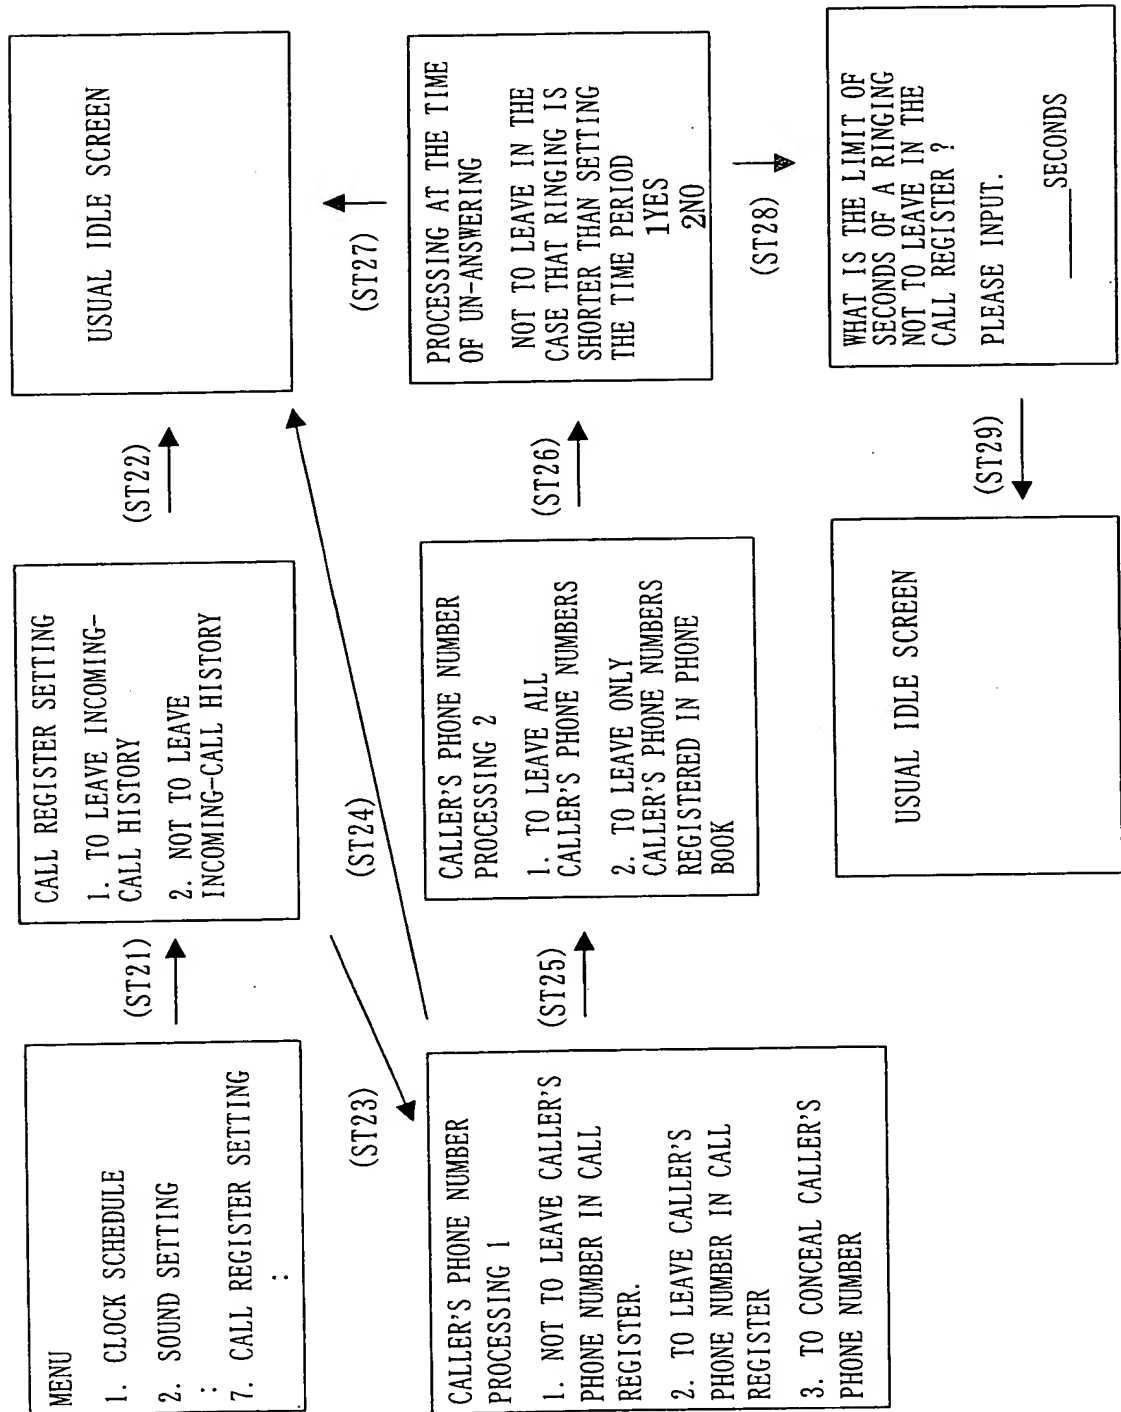 MENU
1. CLOCK SCHEDULE
2. SOUND SETTING
:
7. CALL REGISTER SETTING
:
(ST21)
CALL REGISTER SETTING
1. TO LEAVE INCOMING-
CALL HISTORY
2. NOT TO LEAVE
INCOMING-CALL HISTORY
(ST22)
USUAL IDLE SCREEN
(ST23)
(ST24)
(ST27)
CALLER'S PHONE NUMBER
PROCESSING 1
1. NOT TO LEAVE CALLER'S
PHONE NUMBER IN CALL
REGISTER.
2. TO LEAVE CALLER'S
PHONE NUMBER IN CALL
REGISTER
3. TO CONCEAL CALLER'S
PHONE NUMBER
(ST25)
CALLER'S PHONE NUMBER
PROCESSING 2
1. TO LEAVE ALL
CALLER'S PHONE NUMBERS
2. TO LEAVE ONLY
CALLER'S PHONE NUMBERS
REGISTERED IN PHONE
BOOK
(ST26)
PROCESSING AT THE TIME
OF UN-ANSWERING
NOT TO LEAVE IN THE
CASE THAT RINGING IS
SHORTER THAN SETTING
THE TIME PERIOD
1YES
2NO
(ST28)
USUAL IDLE SCREEN
(ST29)
WHAT IS THE LIMIT OF
SECONDS OF A RINGING
NOT TO LEAVE IN THE
CALL REGISTER ?
PLEASE INPUT.
SECONDS